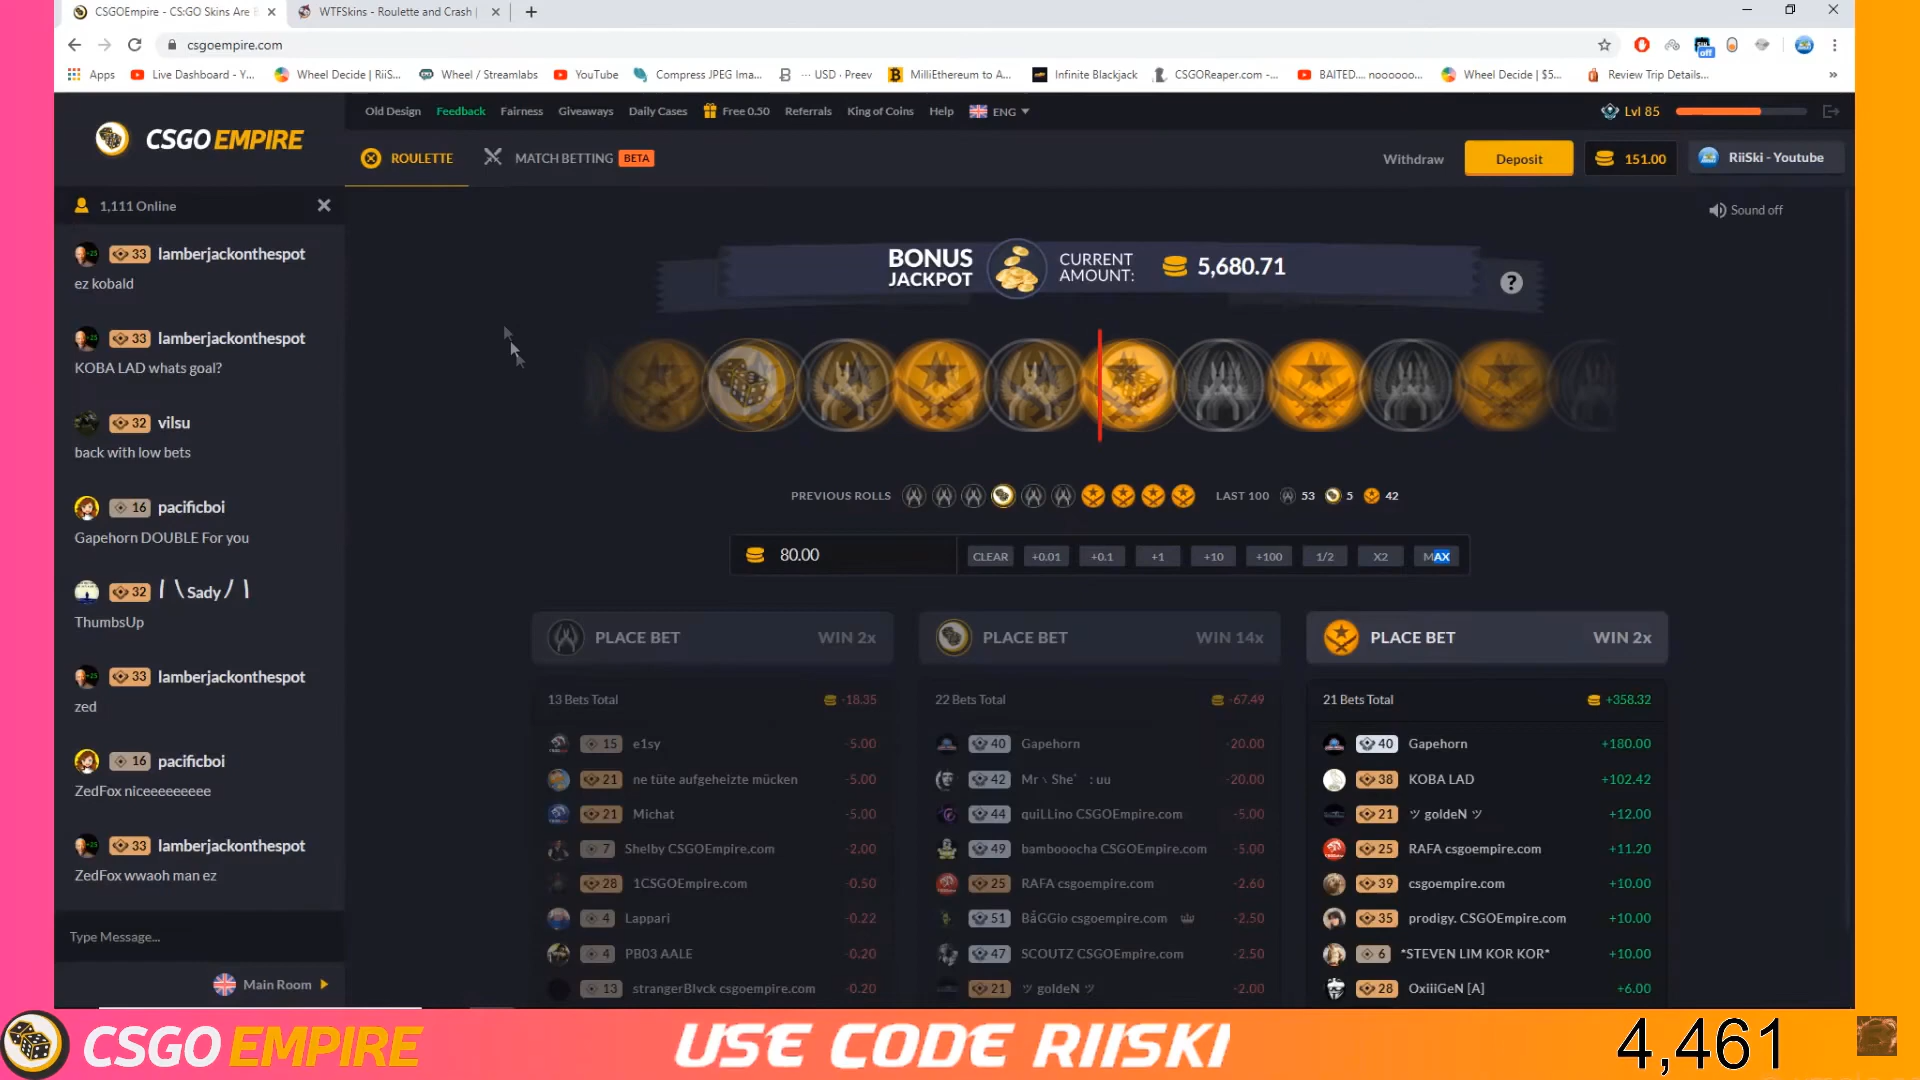 CSGOEmpire - CS:GO Skins Are
WTFSkins - Roulette and Crash
csgoempire.com
Apps
Live Dashboard - Y...
Wheel Decide | RiiS...
Wheel / Streamlabs
YouTube
Compress JPEG Ima...
... USD · Preev
MilliEthereum to A...
Infinite Blackjack
CSGOReaper.com -...
BAITED.... nooooooo...
Wheel Decide | $5...
Review Trip Details...
off
CSGOEMPIRE
Old Design
Feedback
Fairness
Giveaways
Daily Cases
Free 0.50
Referrals
King of Coins
Help
ENG
Lvl 85
ROULETTE
MATCH BETTING BETA
Withdraw
Deposit
151.00
RiiSki - Youtube
1,111 Online
33 lamberjackonthespot
ez kobald
33 lamberjackonthespot
KOBA LAD whats goal?
32 vilsu
back with low bets
16 pacificboi
Gapehorn DOUBLE For you
32 ⎛⎝Sady⎠⎞
ThumbsUp
33 lamberjackonthespot
zed
16 pacificboi
ZedFox niceeeeeeeee
33 lamberjackonthespot
ZedFox wwaoh man ez
Type Message...
Main Room
Sound off
BONUS JACKPOT
CURRENT AMOUNT: 5,680.71
?
PREVIOUS ROLLS
LAST 100 53 5 42
80.00
CLEAR +0.01 +0.1 +1 +10 +100 1/2 X2 MAX
PLACE BET WIN 2x
13 Bets Total -18.35
15 e1sy -5.00
21 ne tüte aufgeheizte mücken -5.00
21 Michat -5.00
7 Shelby CSGOEmpire.com -2.00
28 1CSGOEmpire.com -0.50
4 Lappari -0.22
4 PB03 AALE -0.20
13 strangerBlvck csgoempire.com -0.20
PLACE BET WIN 14x
22 Bets Total -67.49
40 Gapehorn -20.00
42 Mr -20.00
44 quiLLino CSGOEmpire.com -5.00
49 bambooocha CSGOEmpire.com -5.00
25 RAFA csgoempire.com -2.60
51 BåGGio csgoempire.com -2.50
47 SCOUTZ CSGOEmpire.com -2.50
21 ツ goldeN ツ -2.00
PLACE BET WIN 2x
21 Bets Total +358.32
40 Gapehorn +180.00
38 KOBA LAD +102.42
21 ツ goldeN ツ +12.00
25 RAFA csgoempire.com +11.20
39 csgoempire.com +10.00
35 prodigy. CSGOEmpire.com +10.00
6 *STEVEN LIM KOR KOR* +10.00
28 OxiiiGeN [A] +6.00
CSGOEMPIRE
USE CODE RIISKI
4,461